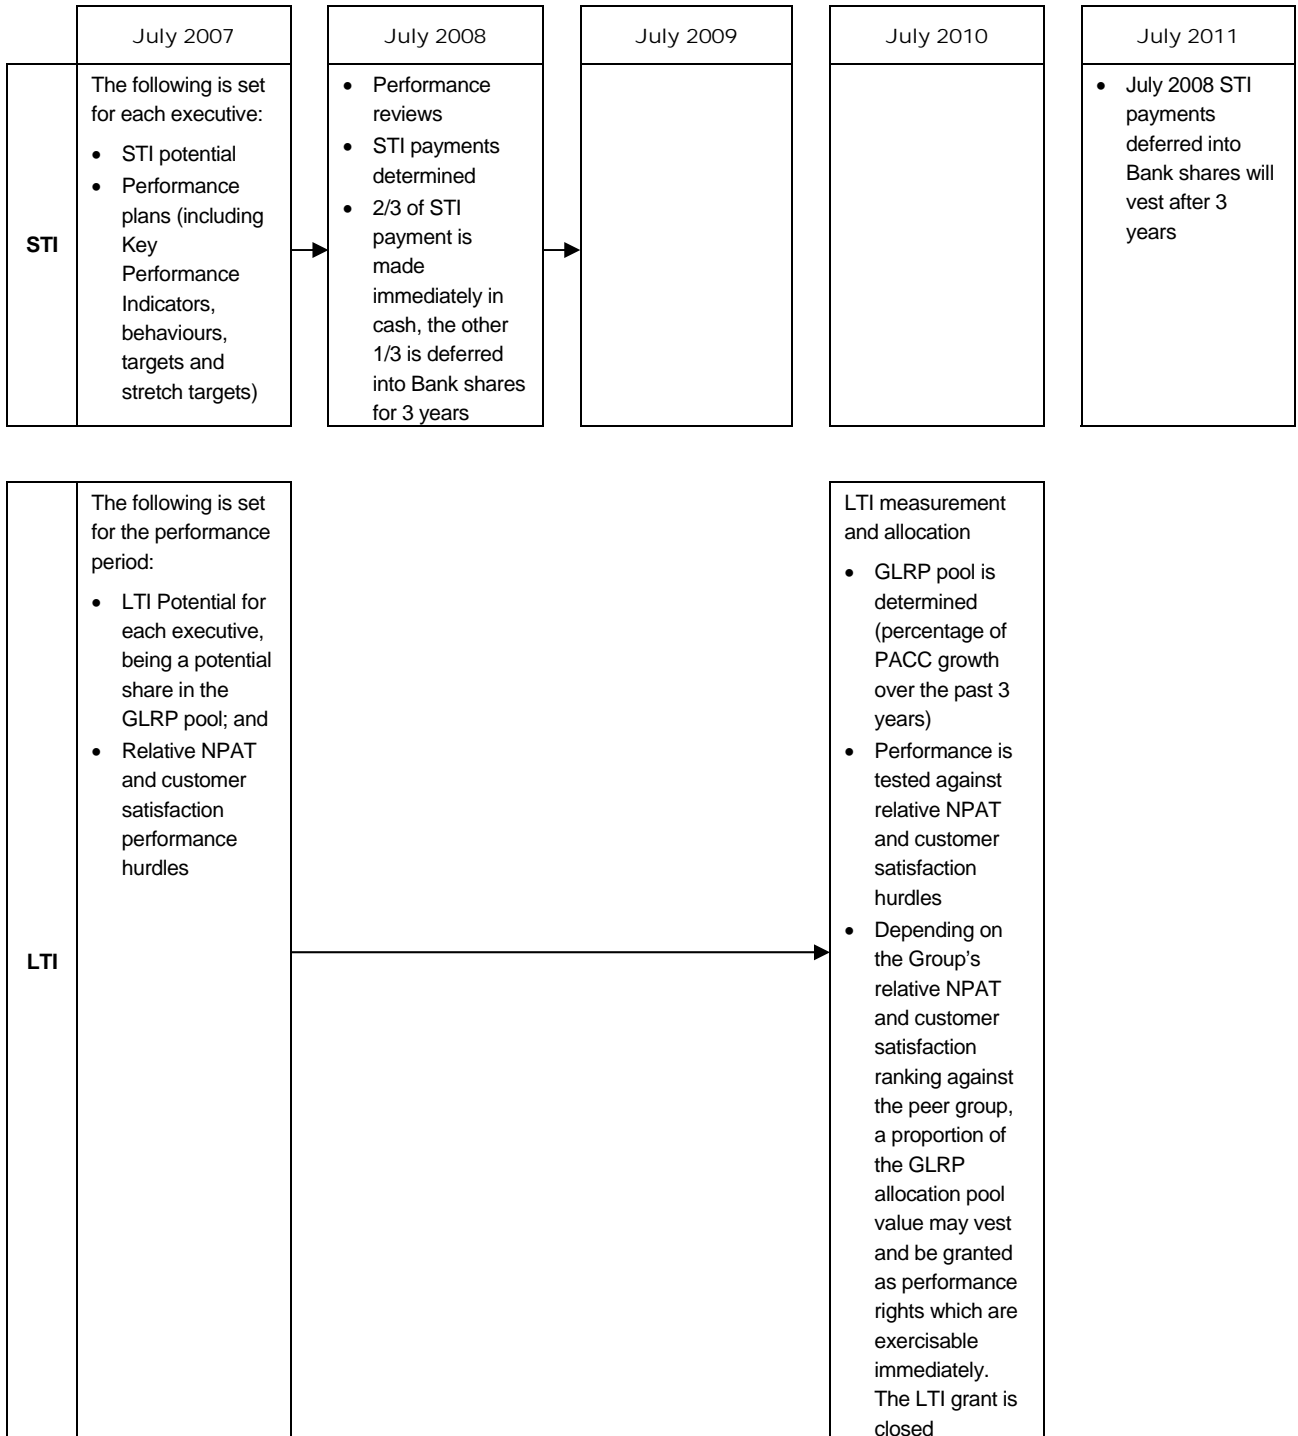 July 2007
July 2008
July 2009
July 2010
July 2011
STI
The following is set
for each executive:
• STI potential
• Performance
plans (including
Key
Performance
Indicators,
behaviours,
targets and
stretch targets)
• Performance
reviews
• STI payments
determined
• 2/3 of STI
payment is
made
immediately in
cash, the other
1/3 is deferred
into Bank shares
for 3 years
• July 2008 STI
payments
deferred into
Bank shares will
vest after 3
years
LTI
The following is set
for the performance
period:
• LTI Potential for
each executive,
being a potential
share in the
GLRP pool; and
• Relative NPAT
and customer
satisfaction
performance
hurdles
LTI measurement
and allocation
• GLRP pool is
determined
(percentage of
PACC growth
over the past 3
years)
• Performance is
tested against
relative NPAT
and customer
satisfaction
hurdles
• Depending on
the Group’s
relative NPAT
and customer
satisfaction
ranking against
the peer group,
a proportion of
the GLRP
allocation pool
value may vest
and be granted
as performance
rights which are
exercisable
immediately.
The LTI grant is
closed